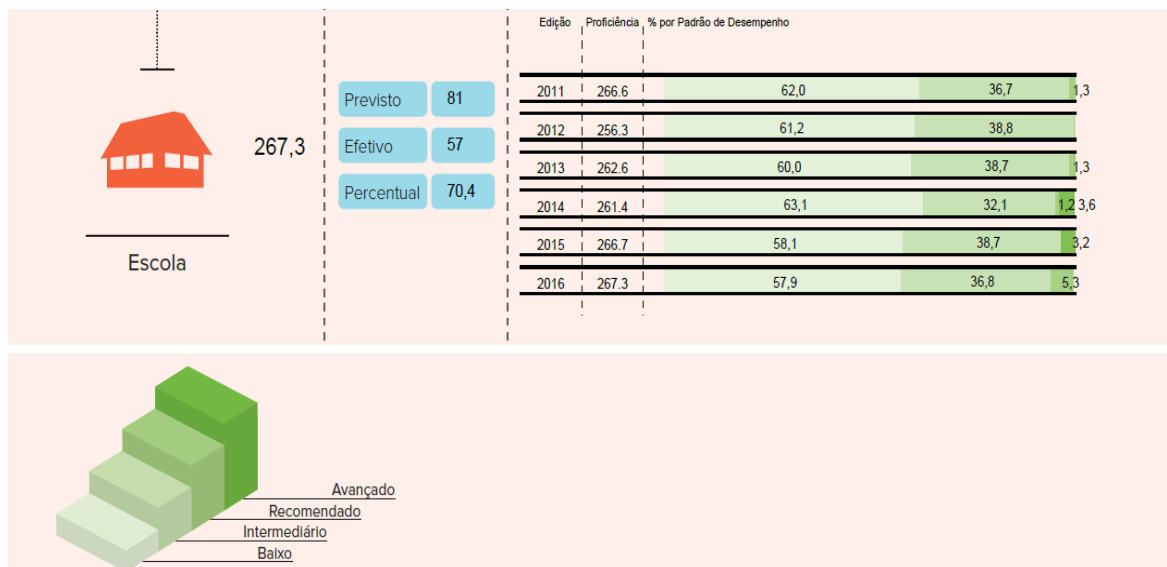 Edição Proficiência % por Padrão de Desempenho
2011 266.6 62,0 36,7 1,3
2012 256.3 61,2 38,8
2013 262.6 60,0 38,7 1,3
2014 261.4 63,1 32,1 1,2 3,6
2015 266.7 58,1 38,7 3,2
2016 267.3 57,9 36,8 5,3
Previsto 81
Efetivo 57
Percentual 70,4
267,3
Escola
Avançado
Recomendado
Intermediário
Baixo